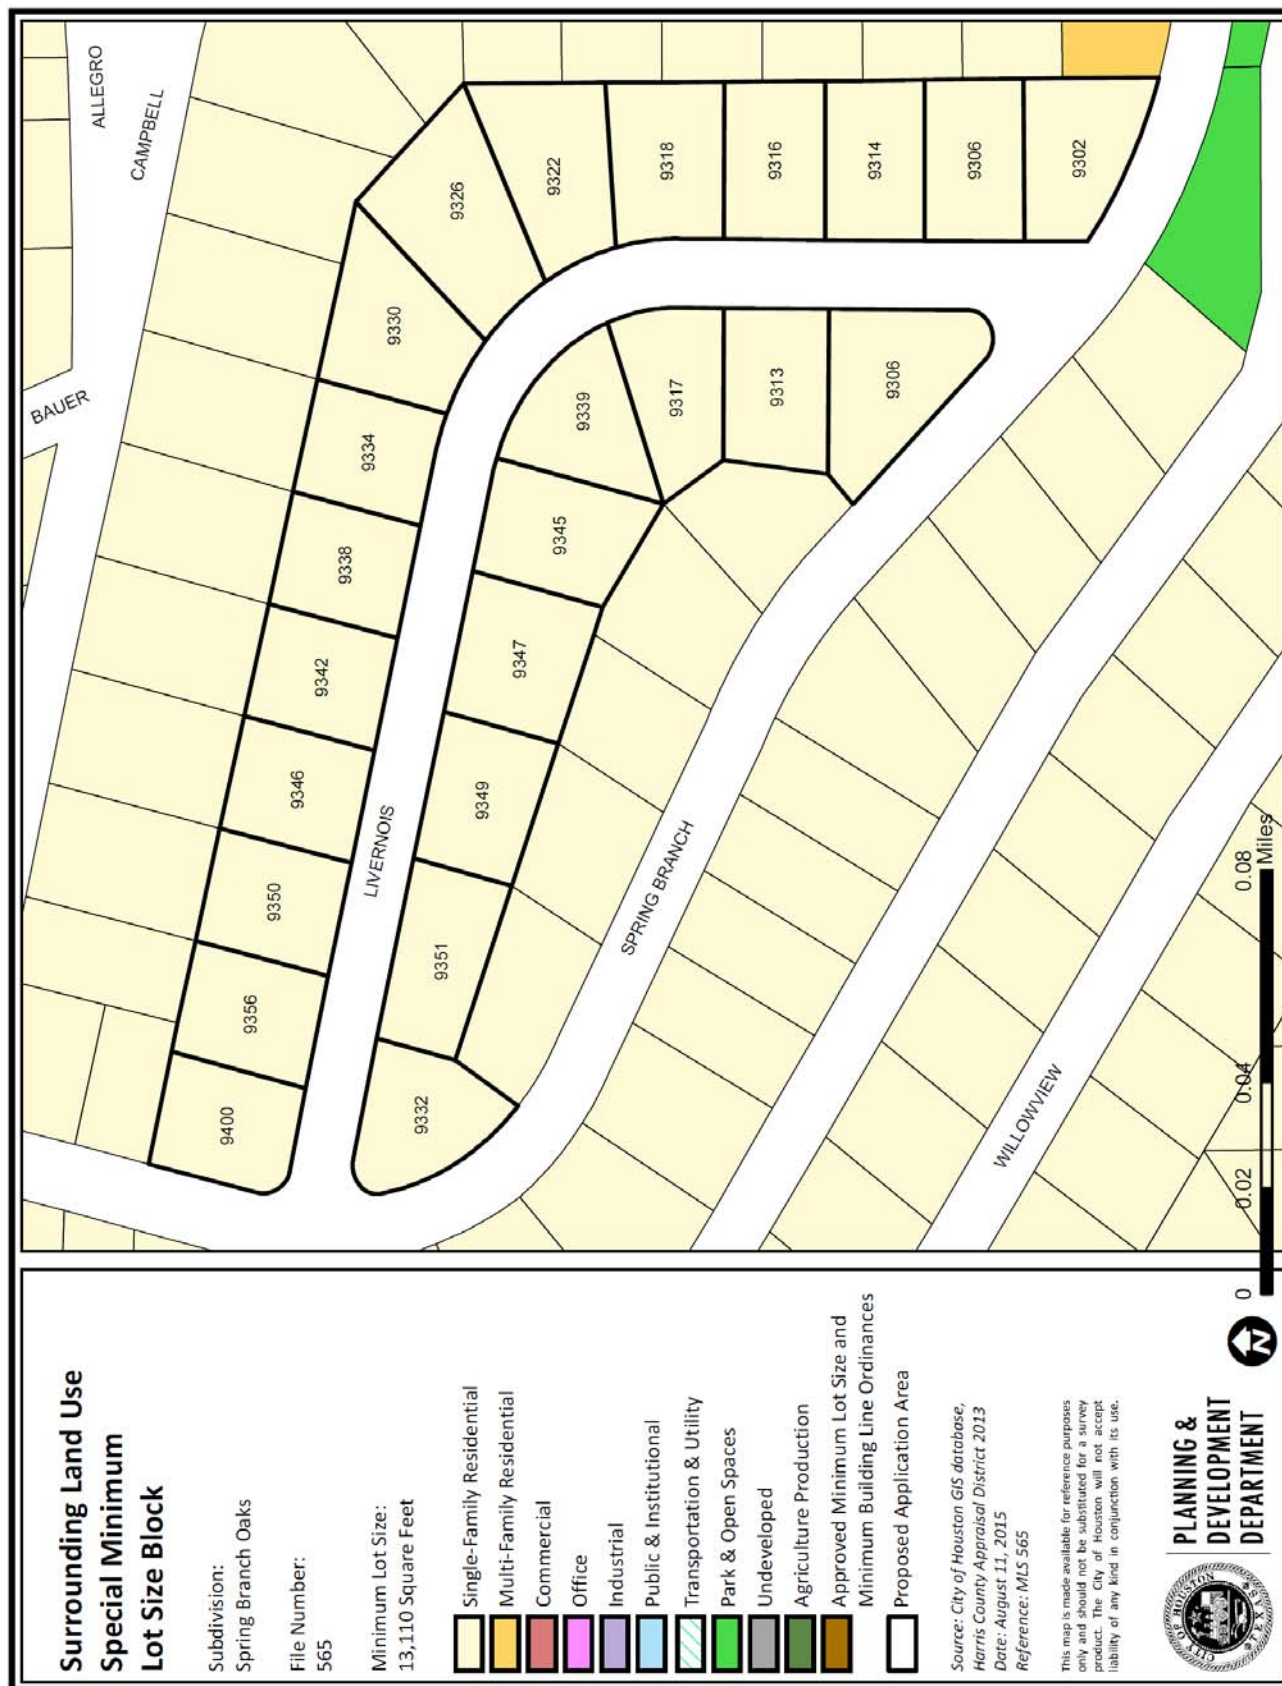 Surrounding Land Use
Special Minimum
Lot Size Block
Subdivision:
Spring Branch Oaks
File Number:
565
Minimum Lot Size:
13,110 Square Feet
Single-Family Residential
Multi-Family Residential
Commercial
Office
Industrial
Public & Institutional
Transportation & Utility
Park & Open Spaces
Undeveloped
Agriculture Production
Approved Minimum Lot Size and
Minimum Building Line Ordinances
Proposed Application Area
Source: City of Houston GIS database,
Harris County Appraisal District 2013
Date: August 11, 2015
Reference: MLS 565
This map is made available for reference purposes
only and should not be substituted for a survey
product. The City of Houston will not accept
liability of any kind in conjunction with its use.
CITY OF HOUSTON
TEXAS
PLANNING &
DEVELOPMENT
DEPARTMENT
N
ALLEGRO
CAMPBELL
BAUER
9400
9356
9350
9346
9342
9338
9334
9330
9326
9322
9318
9316
9314
9306
9302
LIVERNOIS
9332
9351
9349
9347
9345
9339
9317
9313
9306
SPRING BRANCH
WILLOWVIEW
0 0.02 0.04 0.08
Miles